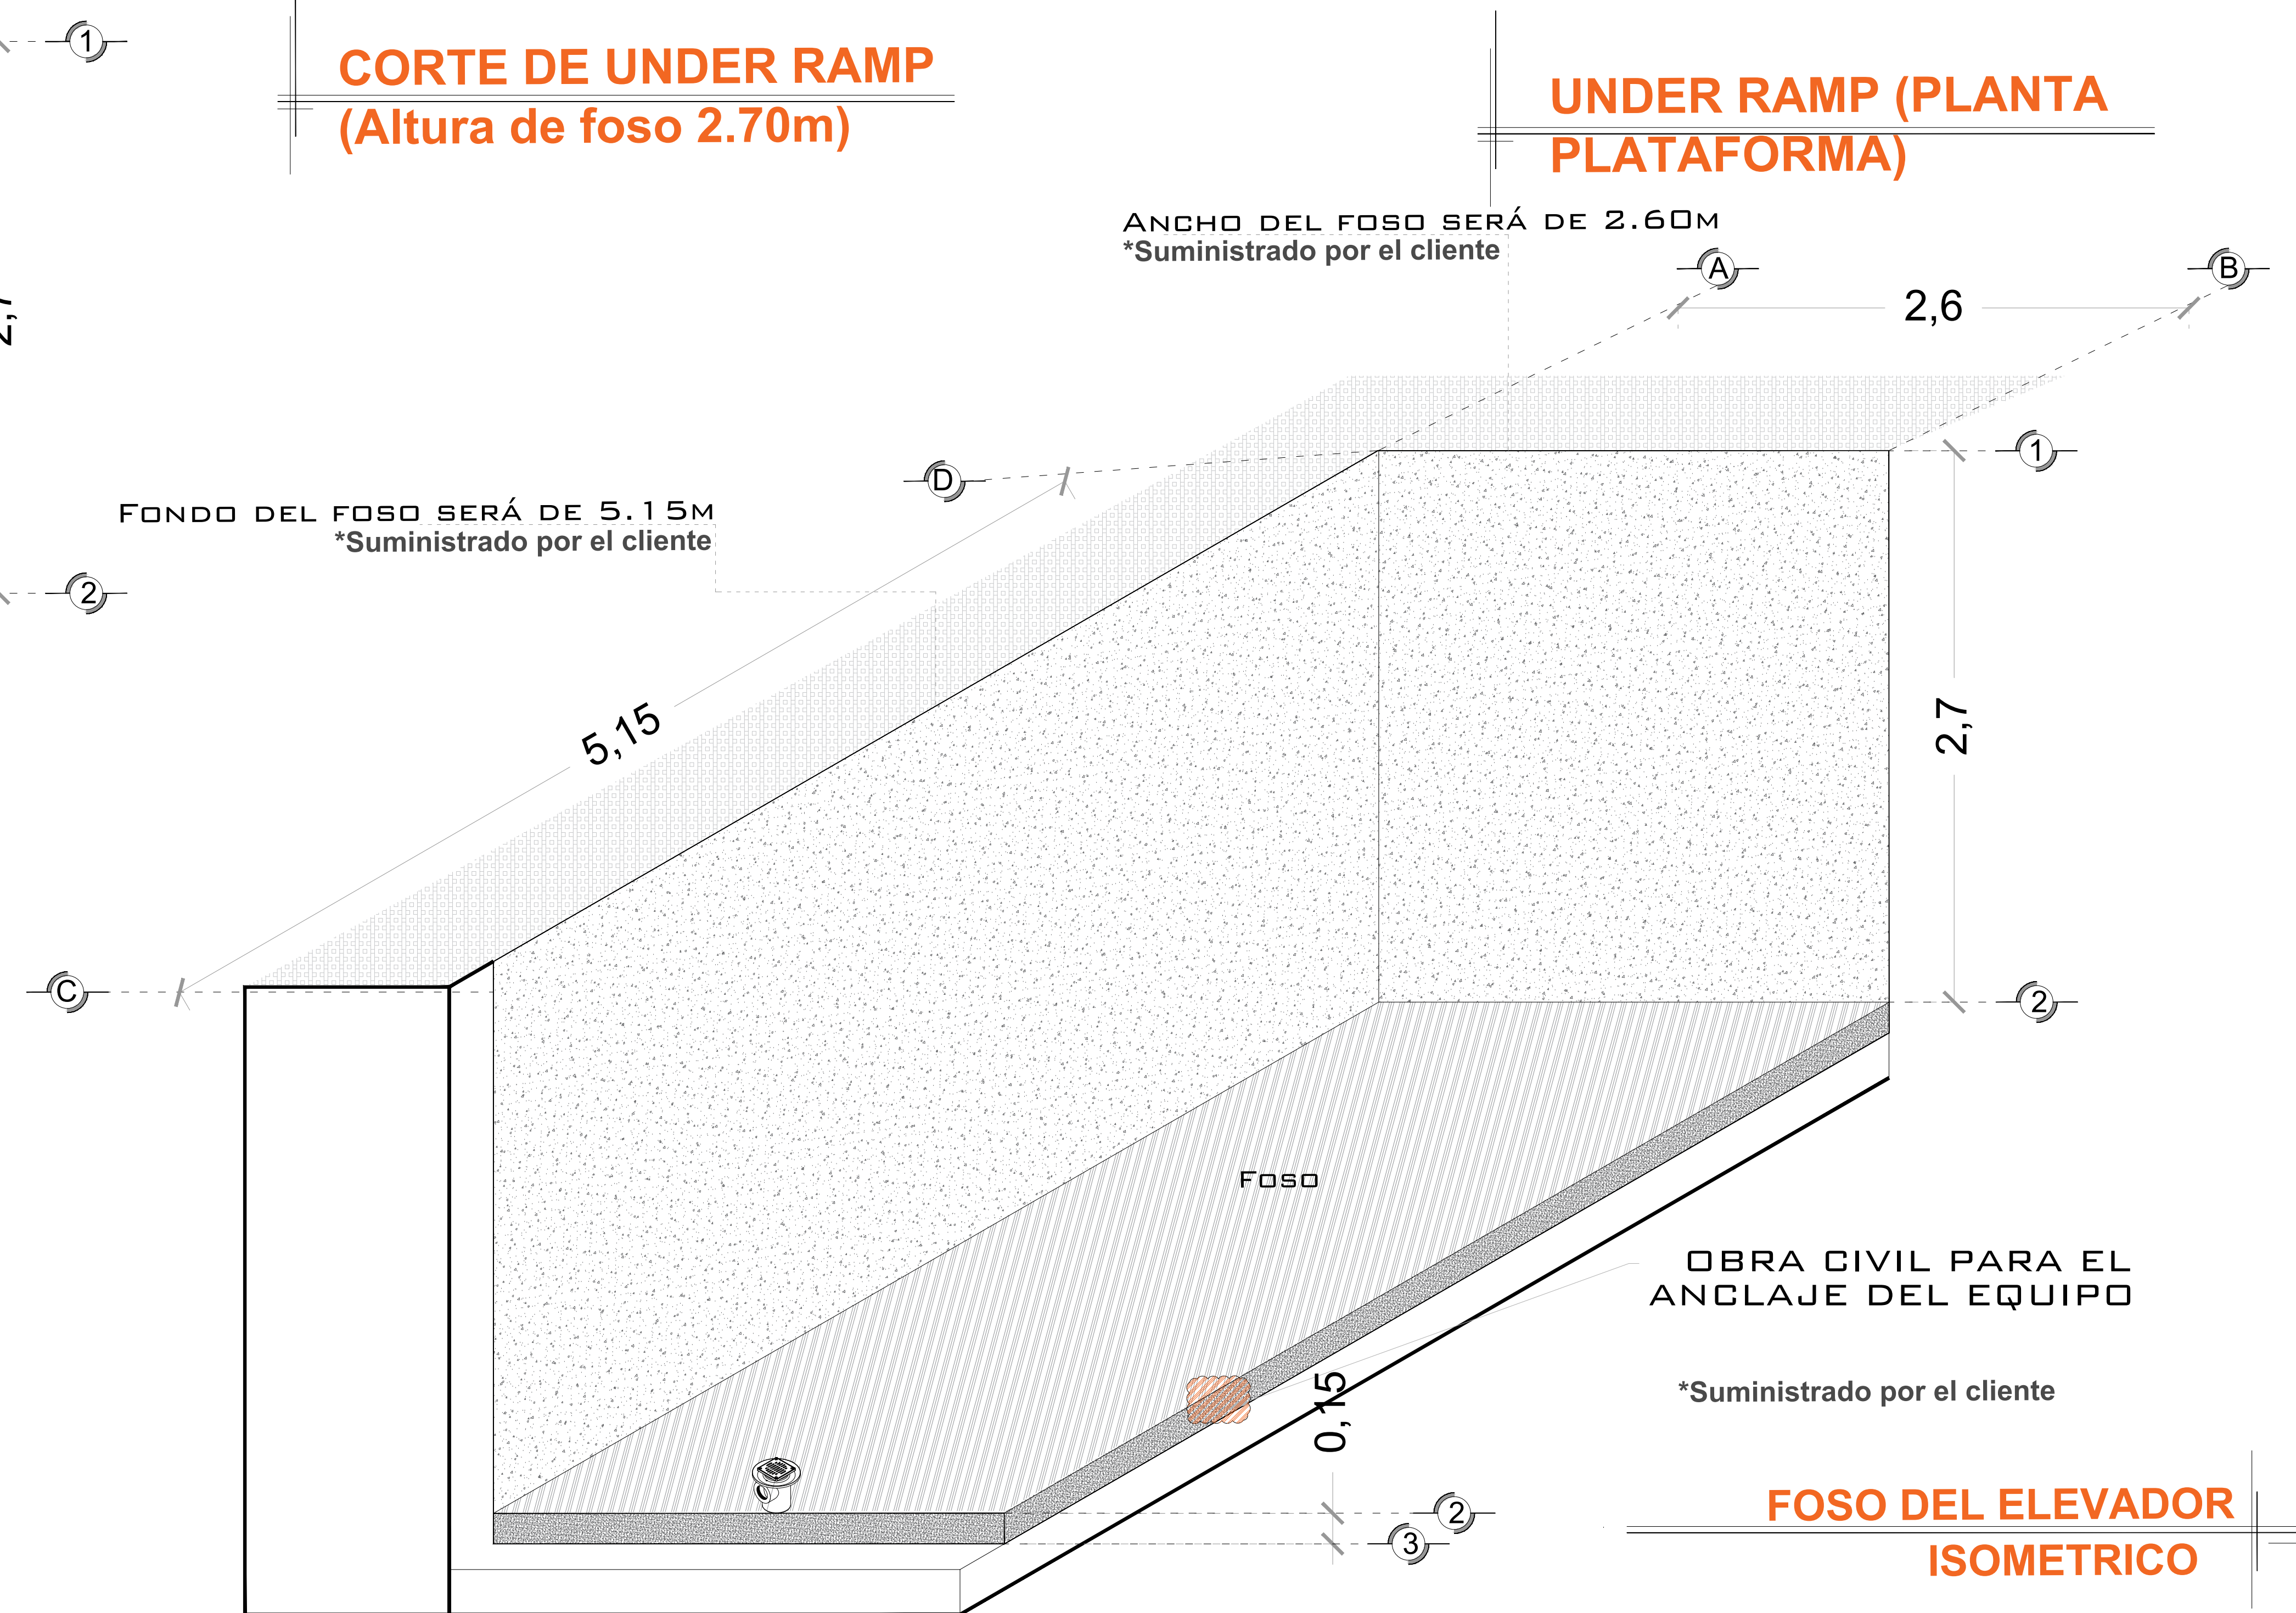 1
CORTE DE UNDER RAMP
(Altura de foso 2.70m)
UNDER RAMP (PLANTA
PLATAFORMA)
ANCHO DEL FOSO SERÁ DE 2.60M
*Suministrado por el cliente
A
B
2,6
D
1
FONDO DEL FOSO SERÁ DE 5.15M
*Suministrado por el cliente
2
5,15
2,7
C
2
FOSO
OBRA CIVIL PARA EL
ANCLAJE DEL EQUIPO
*Suministrado por el cliente
0,15
2
3
FOSO DEL ELEVADOR
ISOMETRICO